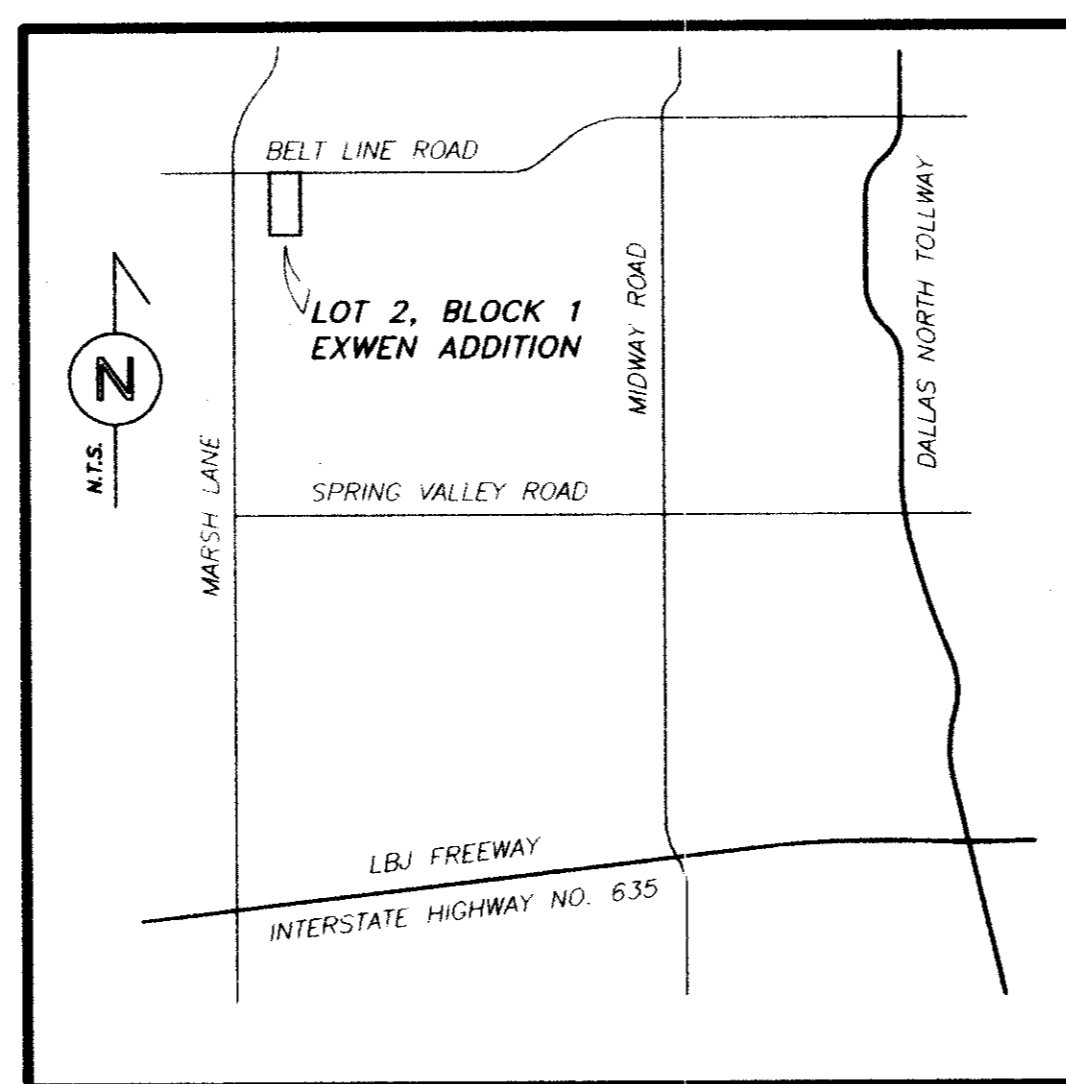 BELT LINE ROAD
LOT 2, BLOCK 1
EXWEN ADDITION
MIDWAY ROAD
DALLAS NORTH TOLLWAY
N
N.T.S.
MARSH LANE
SPRING VALLEY ROAD
LBJ FREEWAY
INTERSTATE HIGHWAY NO. 635